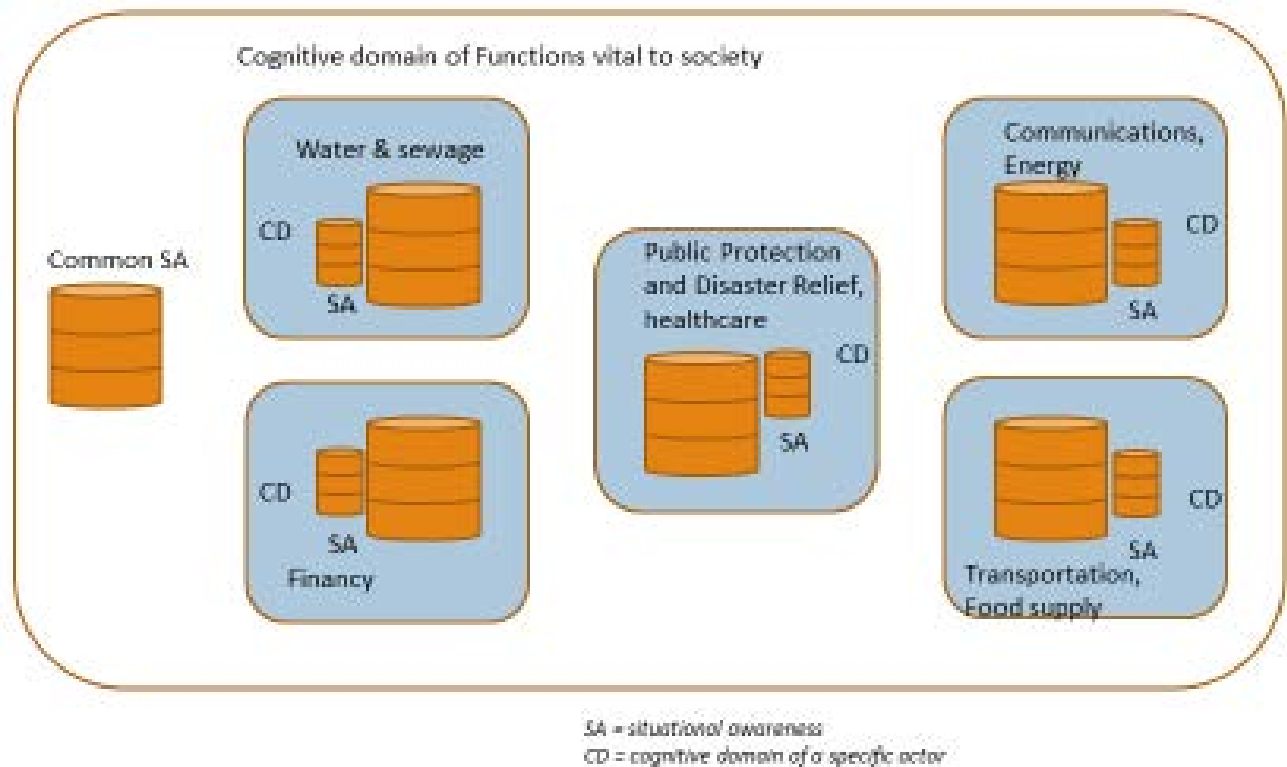 Cognitive domain of Functions vital to society
Water & sewage
CD
SA
Common SA
Financy
CD
SA
Public Protection
and Disaster Relief,
healthcare
CD
SA
Communications,
Energy
CD
SA
CD
SA
Transportation,
Food supply
SA = situational awareness
CD = cognitive domain of a specific actor